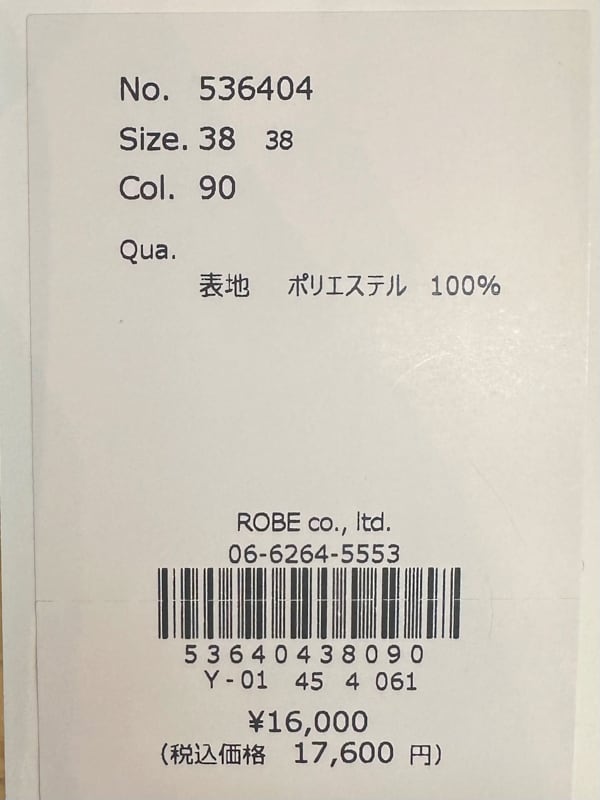 No. 536404
Size. 38 38
Col. 90
Qua.
表地 ポリエステル 100%
ROBE co., ltd.
06-6264-5553
53640438090
Y-01 45 4 061
¥16,000
(税込価格 17,600 円)